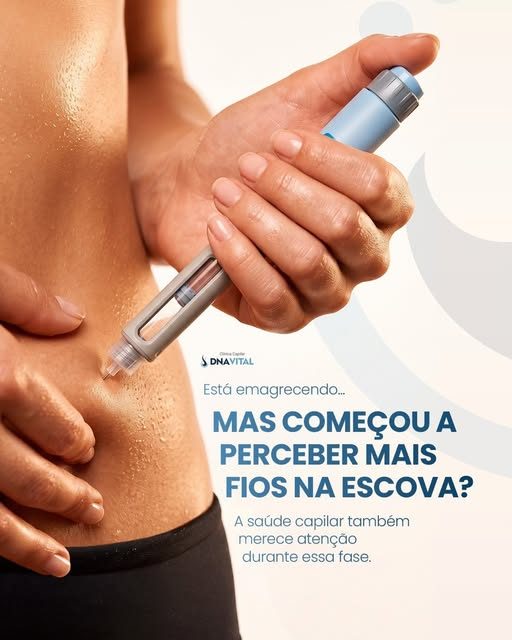 Clínica Capilar
DNAVITAL
Está emagrecendo...
MAS COMEÇOU A
PERCEBER MAIS
FIOS NA ESCOVA?
A saúde capilar também
merece atenção
durante essa fase.